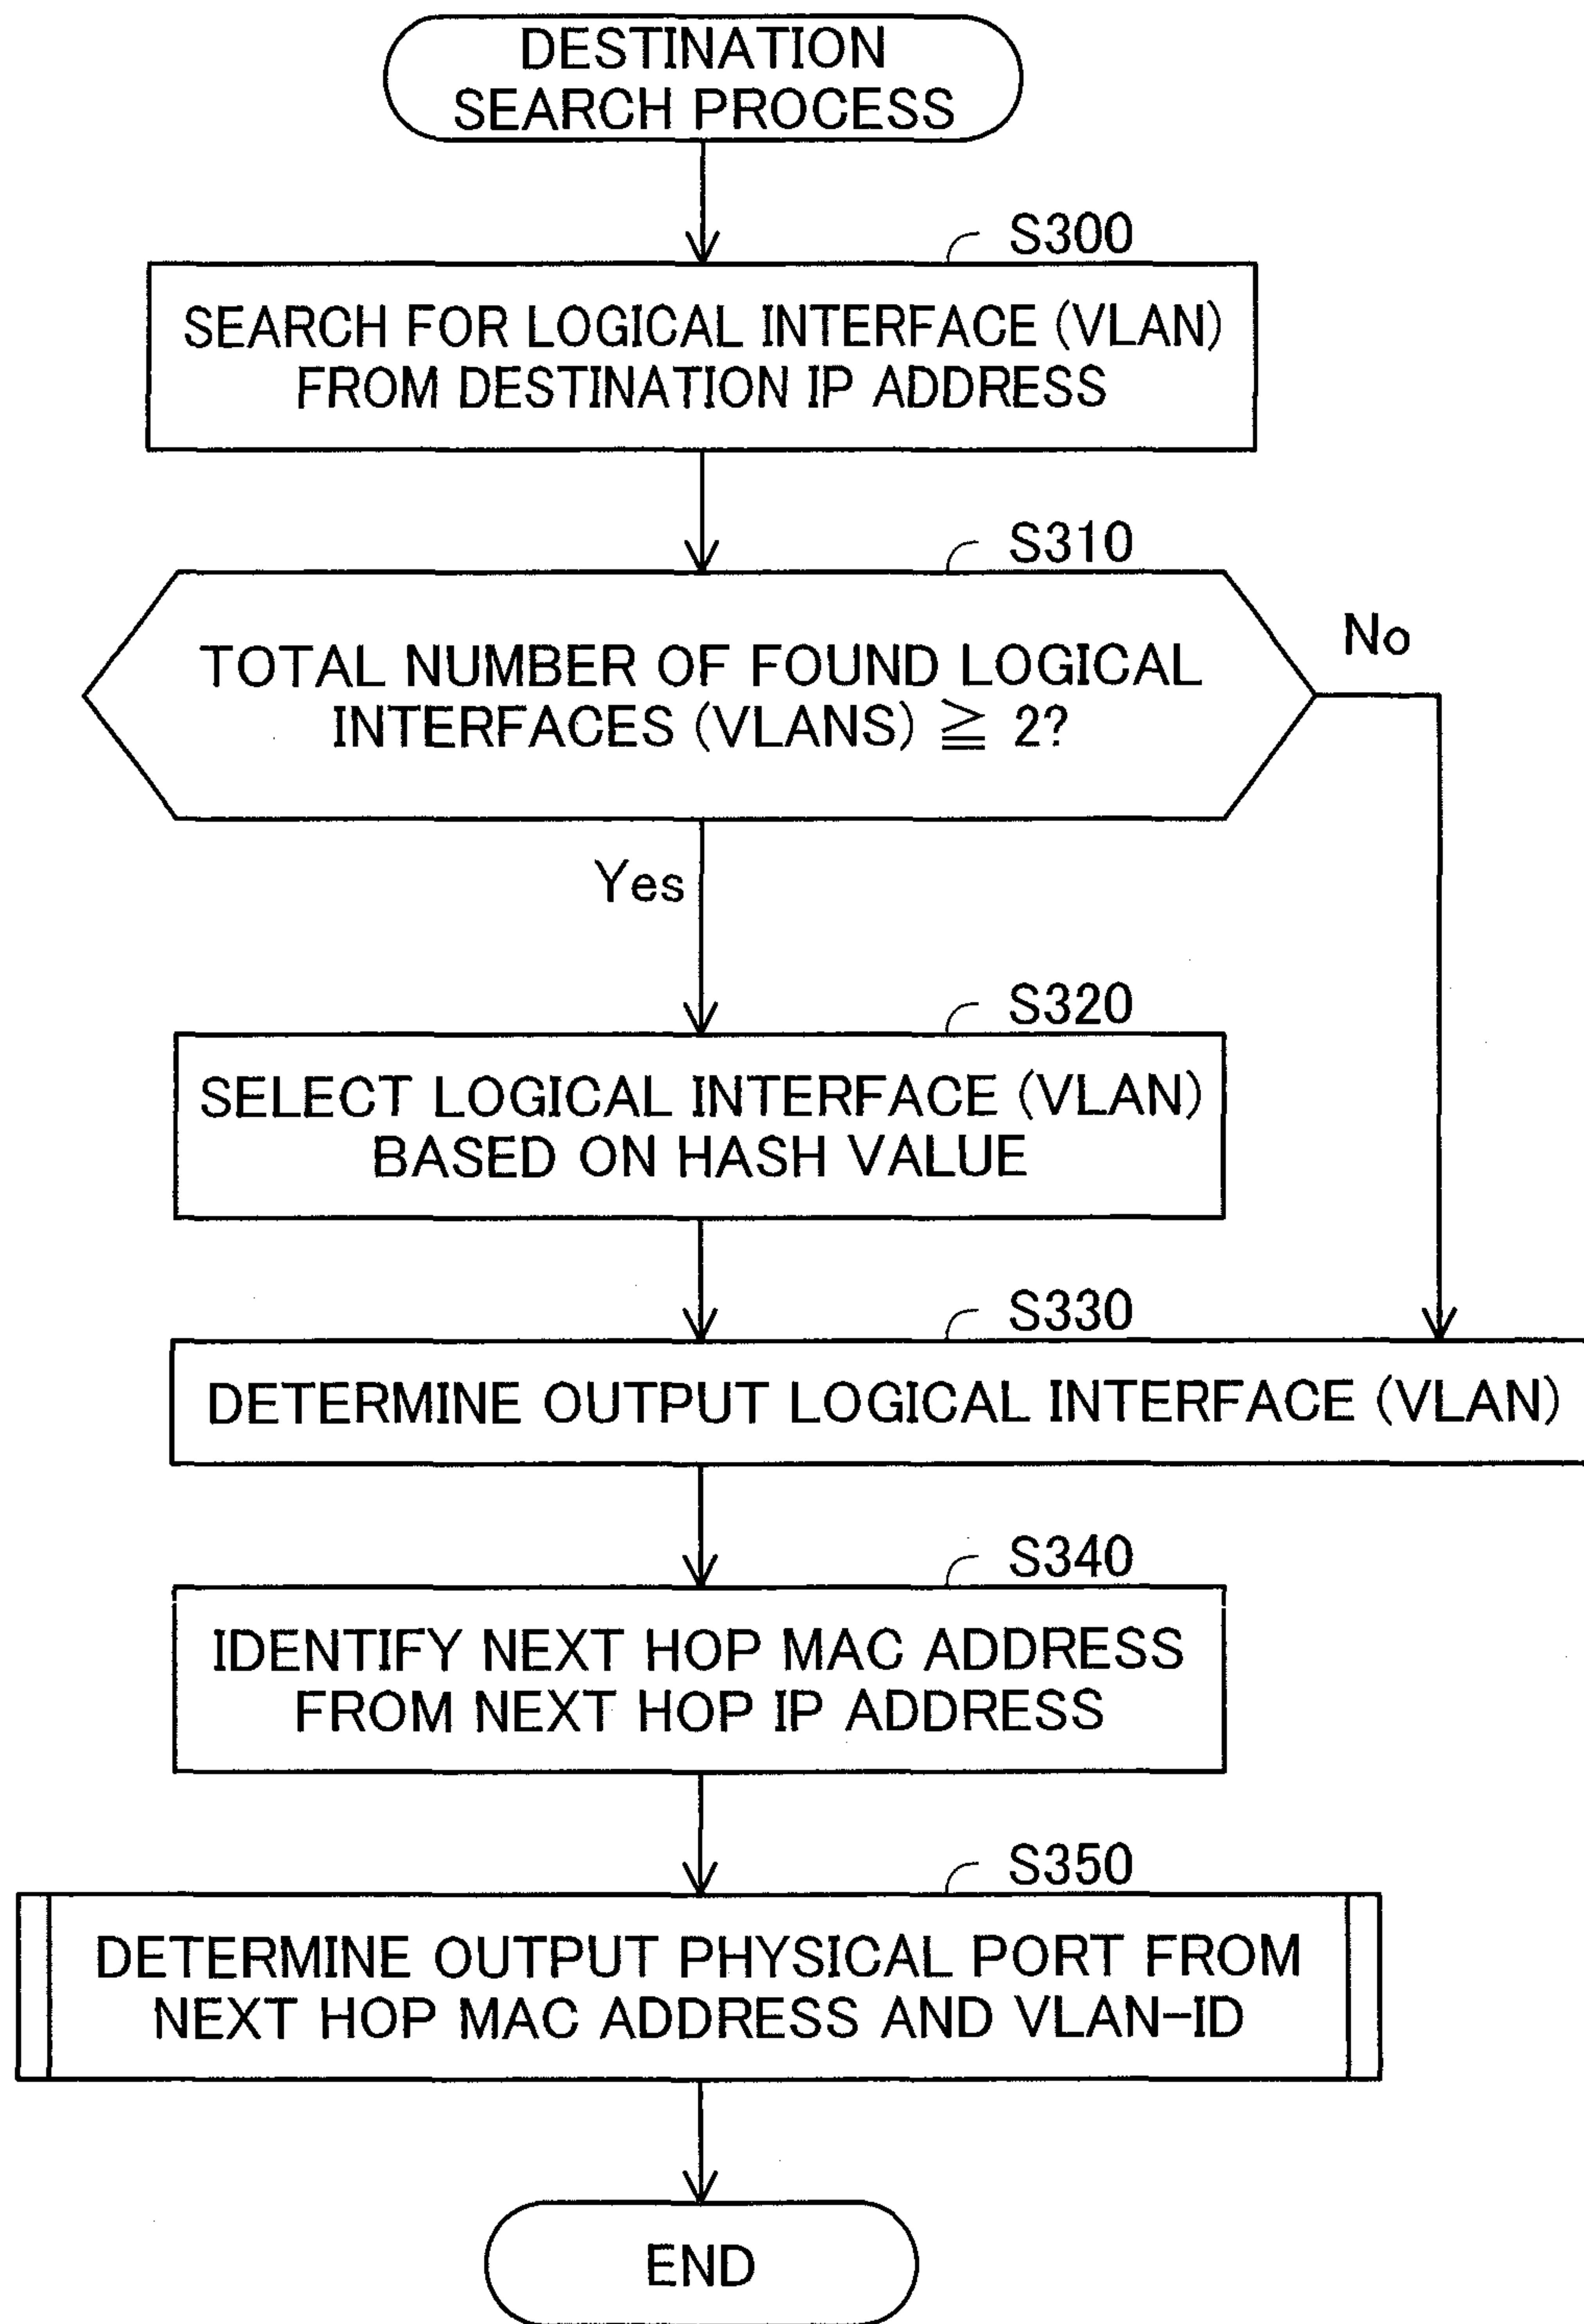 DESTINATION
SEARCH PROCESS
S300
SEARCH FOR LOGICAL INTERFACE (VLAN)
FROM DESTINATION IP ADDRESS
S310
TOTAL NUMBER OF FOUND LOGICAL
INTERFACES (VLANS) ≧ 2?
No
Yes
S320
SELECT LOGICAL INTERFACE (VLAN)
BASED ON HASH VALUE
S330
DETERMINE OUTPUT LOGICAL INTERFACE (VLAN)
S340
IDENTIFY NEXT HOP MAC ADDRESS
FROM NEXT HOP IP ADDRESS
S350
DETERMINE OUTPUT PHYSICAL PORT FROM
NEXT HOP MAC ADDRESS AND VLAN-ID
END